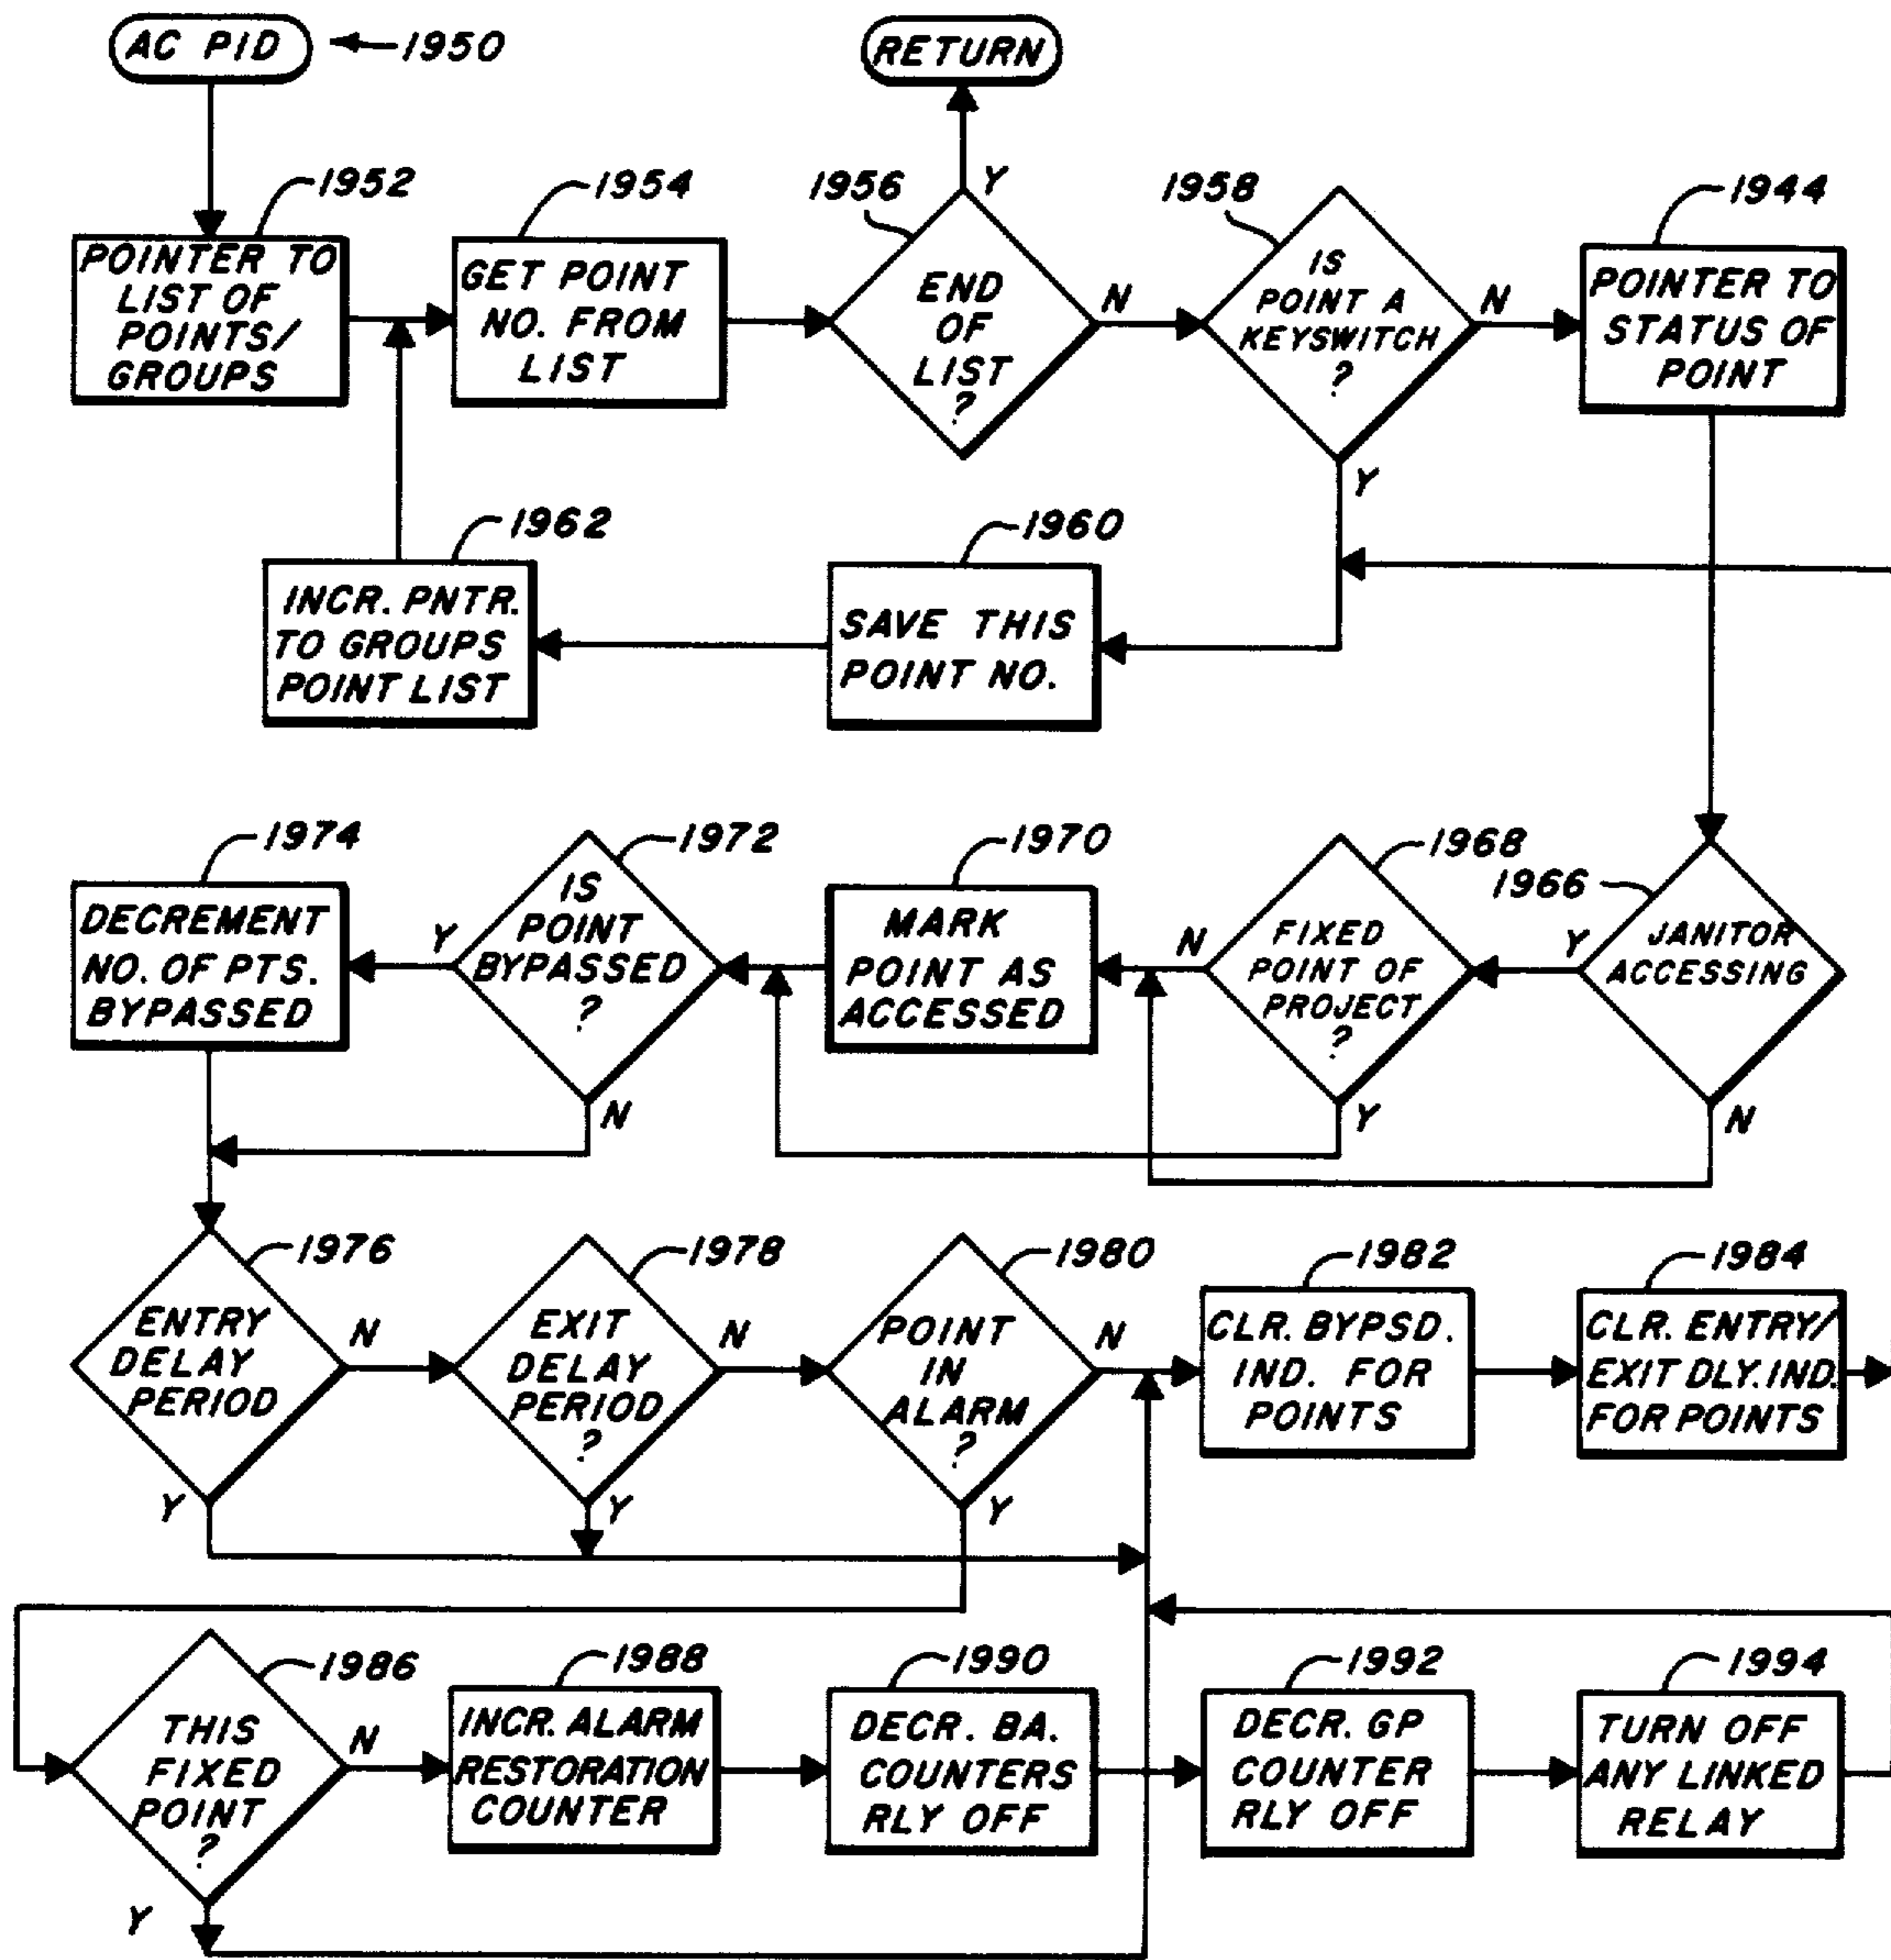 AC PID
1950
RETURN
1952
POINTER TO
LIST OF
POINTS/
GROUPS
1954
GET POINT
NO. FROM
LIST
1956
END
OF
LIST
?
Y
N
1958
IS
POINT A
KEYSWITCH
?
N
Y
1944
POINTER TO
STATUS OF
POINT
1962
INCR. PNTR.
TO GROUPS
POINT LIST
1960
SAVE THIS
POINT NO.
1974
DECREMENT
NO. OF PTS.
BYPASSED
1972
IS
POINT
BYPASSED
?
Y
N
1970
MARK
POINT AS
ACCESSED
1968
FIXED
POINT OF
PROJECT
?
N
Y
1966
JANITOR
ACCESSING
Y
N
1976
ENTRY
DELAY
PERIOD
N
Y
1978
EXIT
DELAY
PERIOD
?
N
Y
1980
POINT
IN
ALARM
?
N
Y
1982
CLR. BYPSD.
IND. FOR
POINTS
1984
CLR. ENTRY/
EXIT DLY. IND.
FOR POINTS
1986
THIS
FIXED
POINT
?
N
Y
1988
INCR. ALARM
RESTORATION
COUNTER
1990
DECR. BA.
COUNTERS
RLY OFF
1992
DECR. GP
COUNTER
RLY OFF
1994
TURN OFF
ANY LINKED
RELAY